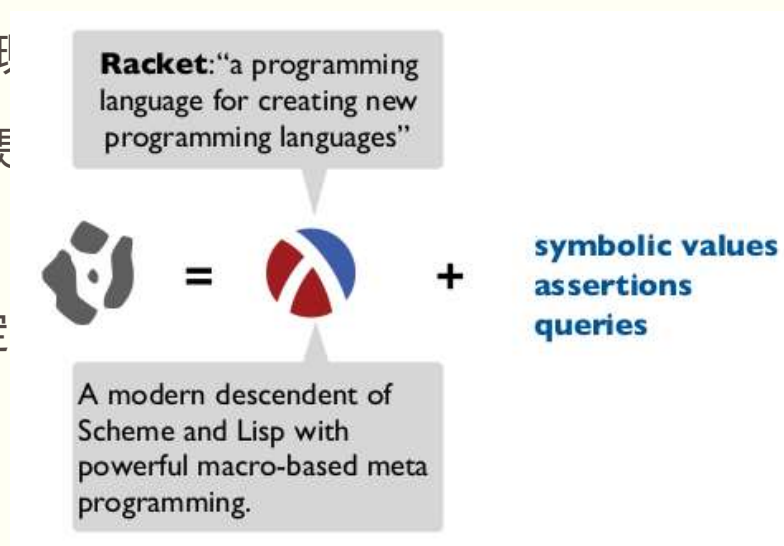 Racket:“a programming
language for creating new
programming languages”
=
+
symbolic values
assertions
queries
A modern descendent of
Scheme and Lisp with
powerful macro-based meta
programming.